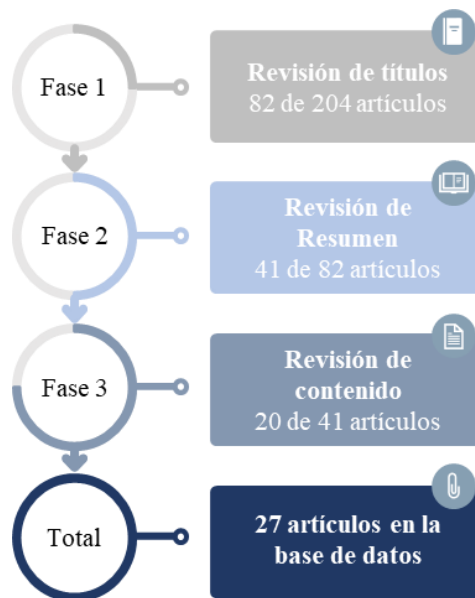 Fase 1
Revisión de títulos
82 de 204 artículos
Fase 2
Revisión de
Resumen
41 de 82 artículos
Fase 3
Revisión de
contenido
20 de 41 artículos
Total
27 artículos en la
base de datos